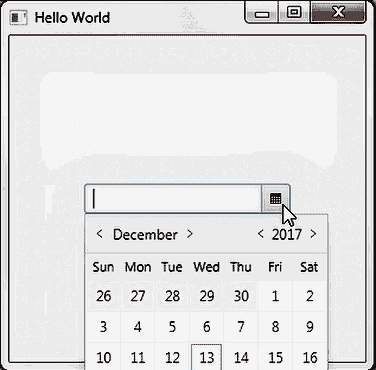 Hello World
< December > < 2017 >
Sun Mon Tue Wed Thu Fri Sat
26 27 28 29 30 1 2
3 4 5 6 7 8 9
10 11 12 13 14 15 16